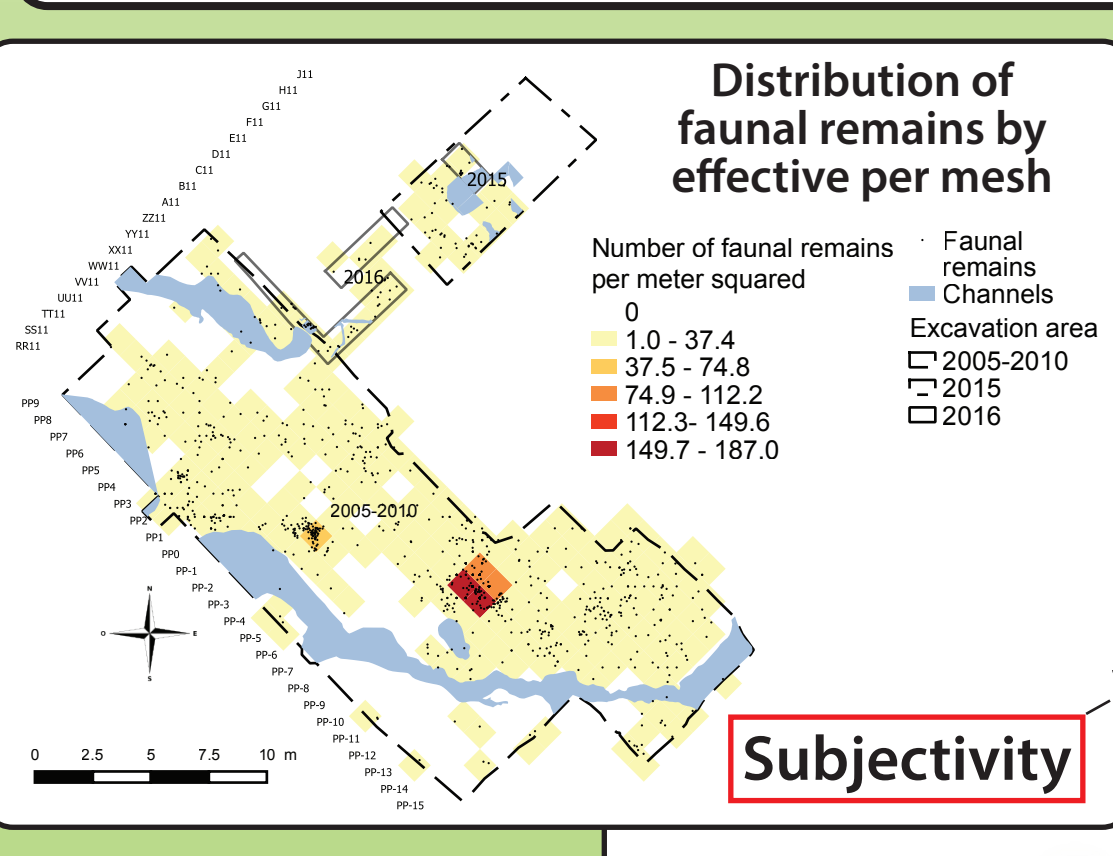 Distribution of
faunal remains by
effective per mesh
J11
H11
G11
F11
E11
D11
C11
B11
A11
ZZ11
YY11
XX11
WW11
VV11
UU11
TT11
SS11
RR11
PP9
PP8
PP7
PP6
PP5
PP4
PP3
PP2
PP1
PP0
PP-1
PP-2
PP-3
PP-4
PP-5
PP-6
PP-7
PP-8
PP-9
PP-10
PP-11
PP-12
PP-13
PP-14
PP-15
2015
2016
2005-2010
Number of faunal remains
per meter squared
0
1.0 - 37.4
37.5 - 74.8
74.9 - 112.2
112.3- 149.6
149.7 - 187.0
Faunal
remains
Channels
Excavation area
2005-2010
2015
2016
N
O
E
S
0 2.5 5 7.5 10 m
Subjectivity